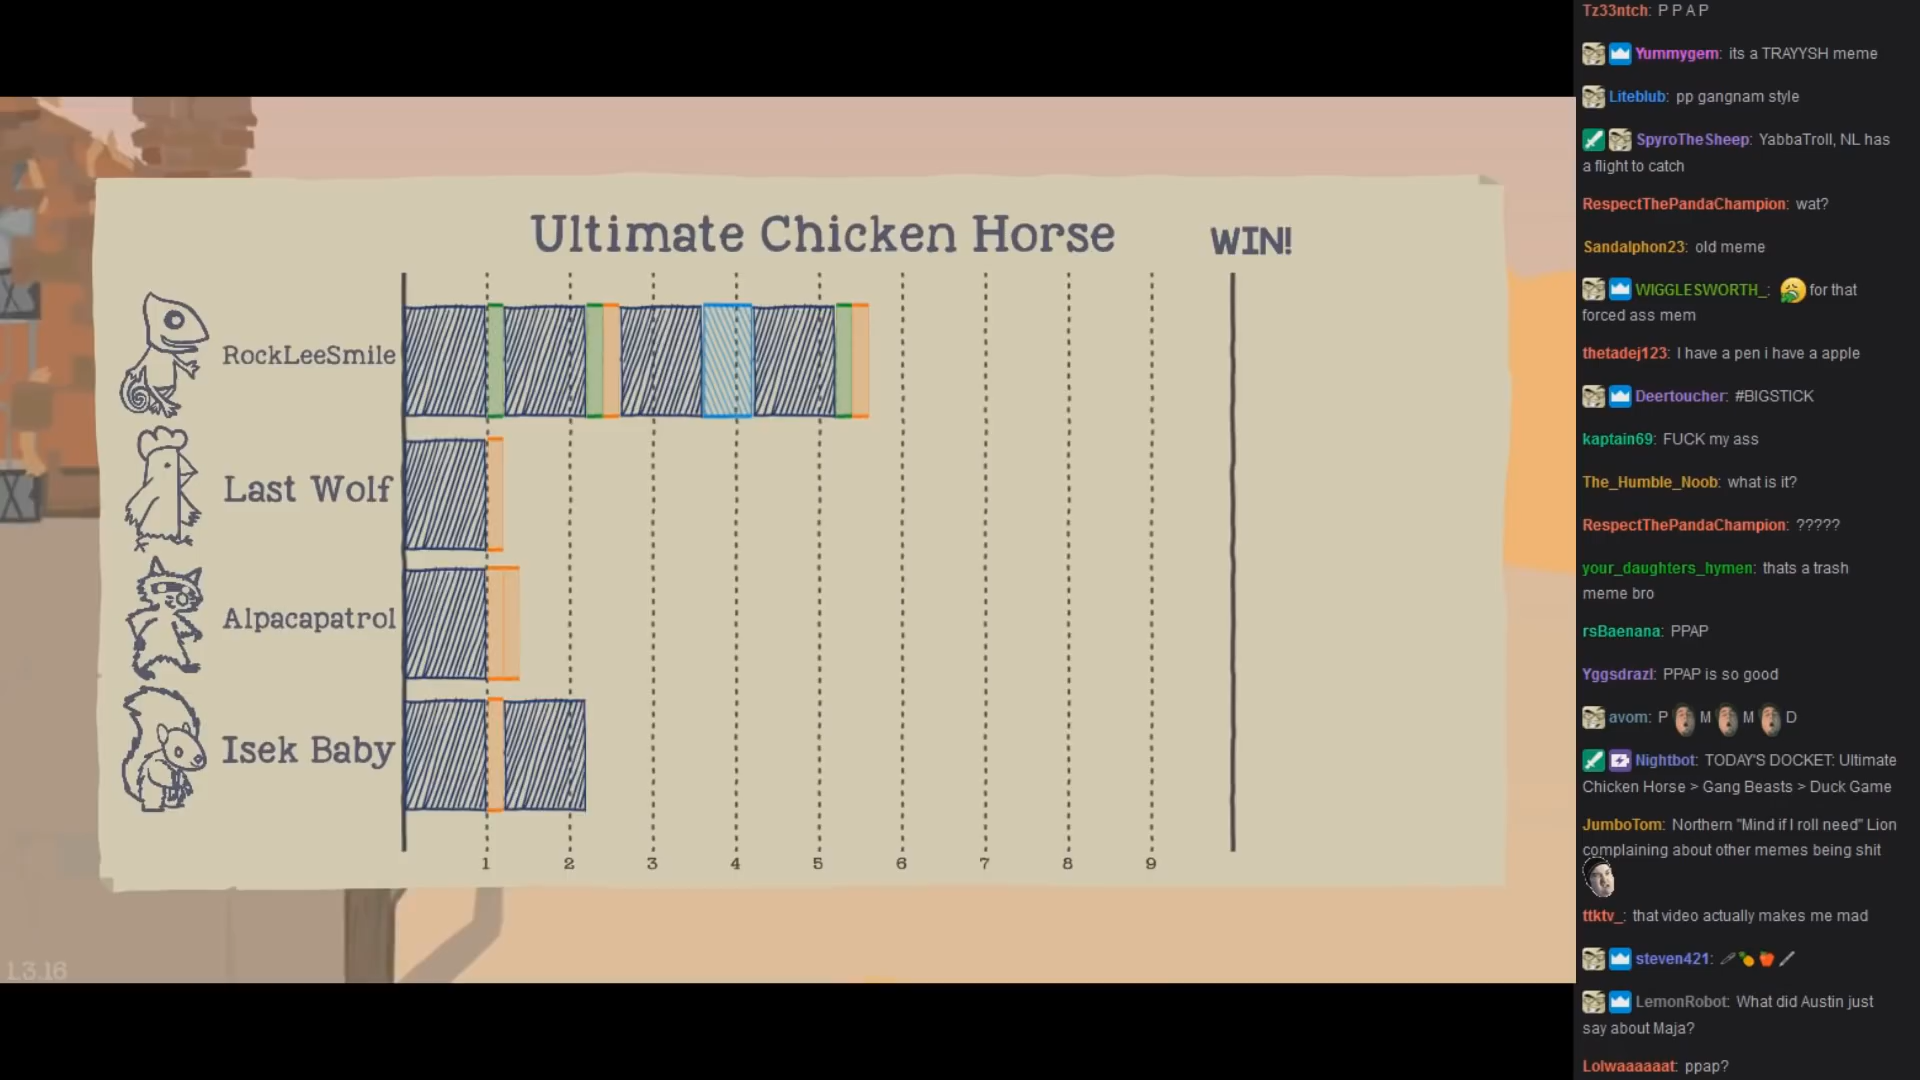 Ultimate Chicken Horse
WIN!
RockLeeSmile
Last Wolf
Alpacapatrol
Isek Baby
1 2 3 4 5 6 7 8 9
1.3.16
Tz33ntch: P P A P
Yummygem: its a TRAYYSH meme
Liteblub: pp gangnam style
SpyroTheSheep: YabbaTroll, NL has
a flight to catch
RespectThePandaChampion: wat?
Sandalphon23: old meme
WIGGLESWORTH_: for that
forced ass mem
thetadej123: I have a pen i have a apple
Deertoucher: #BIGSTICK
kaptain69: FUCK my ass
The_Humble_Noob: what is it?
RespectThePandaChampion: ?????
your_daughters_hymen: thats a trash
meme bro
rsBaenana: PPAP
Yggsdrazl: PPAP is so good
avom: P M M D
Nightbot: TODAY'S DOCKET: Ultimate
Chicken Horse > Gang Beasts > Duck Game
JumboTom: Northern "Mind if I roll need" Lion
complaining about other memes being shit
ttktv_: that video actually makes me mad
steven421:
LemonRobot: What did Austin just
say about Maja?
Lolwaaaaaat: ppap?